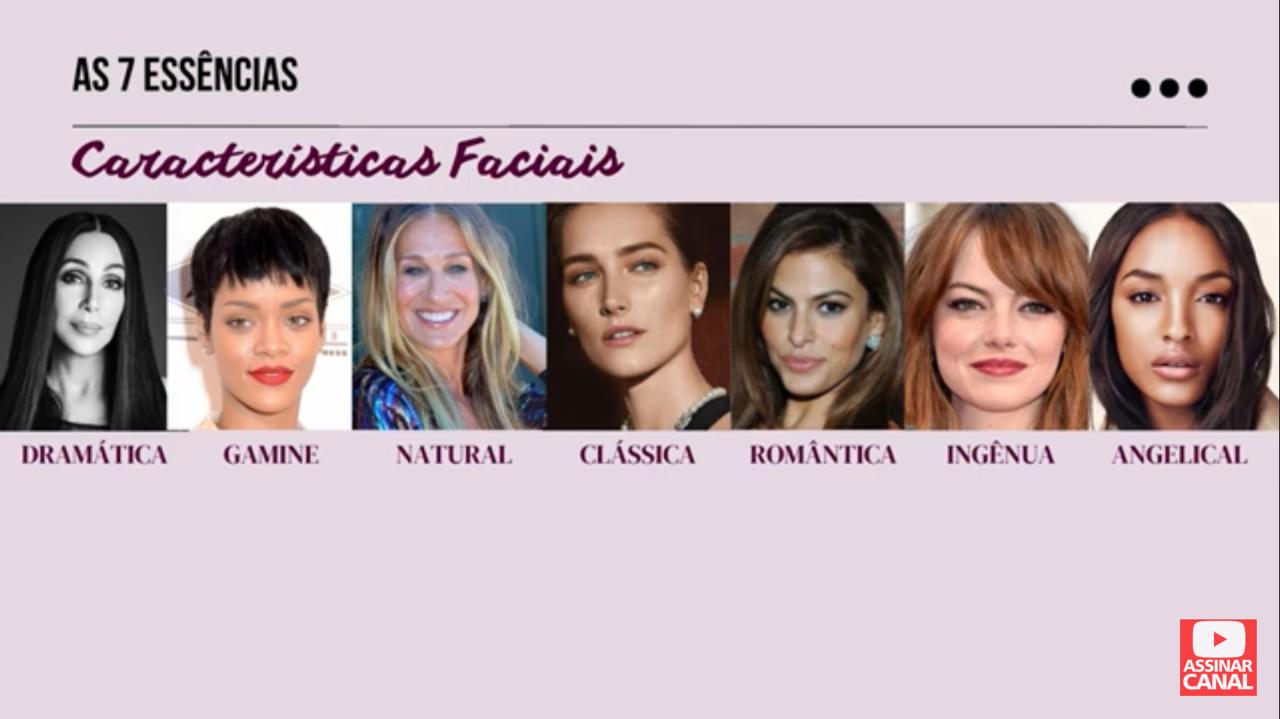 AS 7 ESSÊNCIAS
Características Faciais
DRAMÁTICA
GAMINE
NATURAL
CLÁSSICA
ROMÂNTICA
INGÊNUA
ANGELICAL
ASSINAR
CANAL